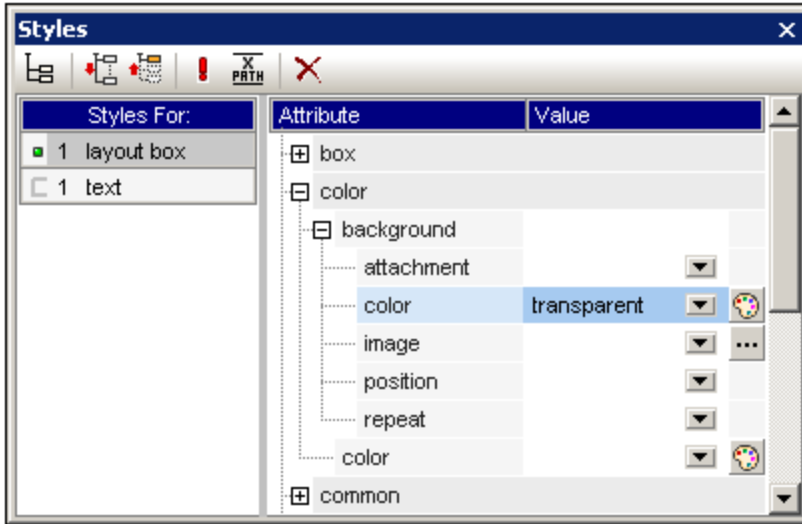 Styles
X
PATH
Styles For:
Attribute Value
1 layout box
box
1 text
color
background
attachment
color transparent
image ...
position
repeat
color
common